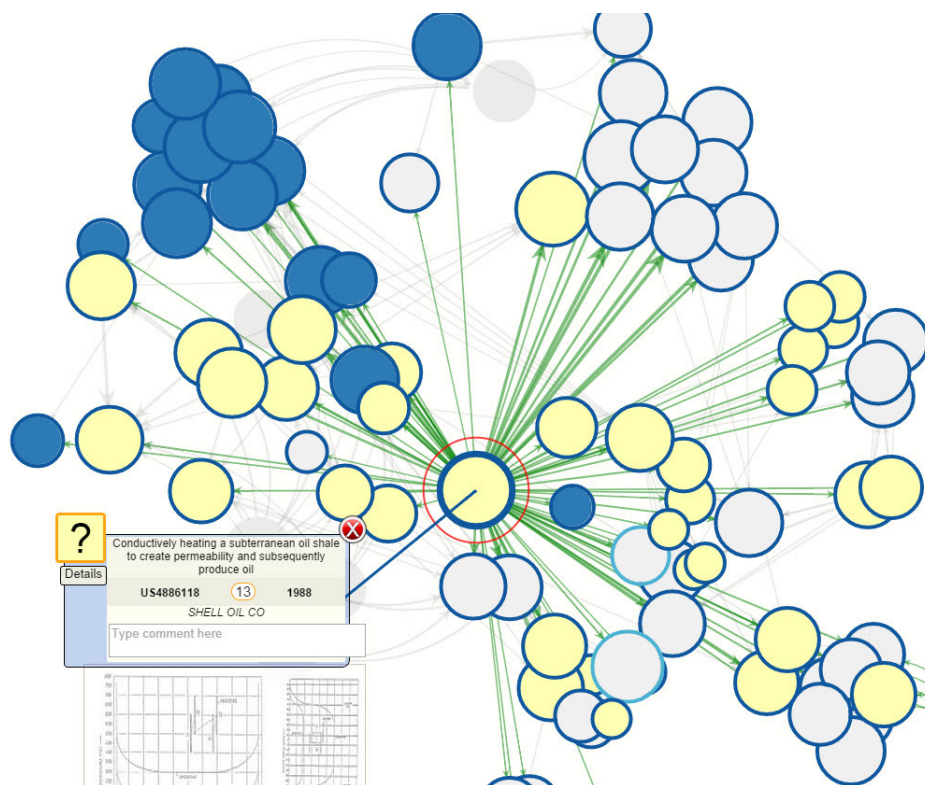 ?
X
Details
Conductively heating a subterranean oil shale
to create permeability and subsequently
produce oil
US4886118 13 1988
SHELL OIL CO
Type comment here